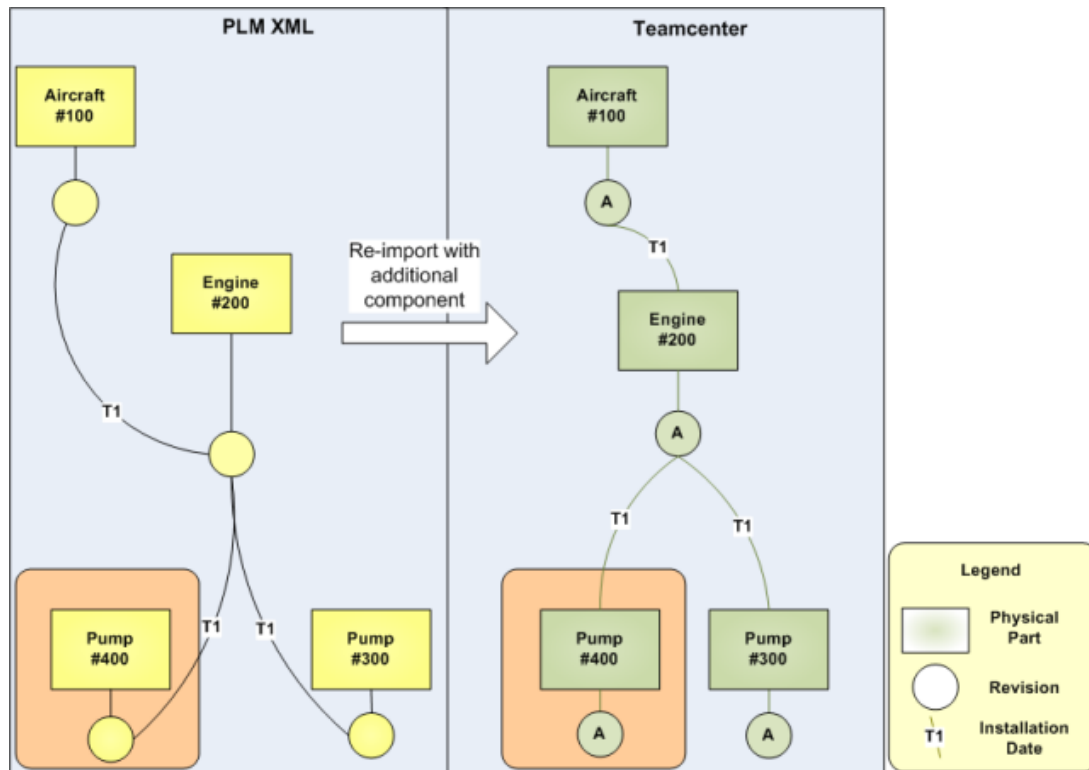 PLM XML
Teamcenter
Aircraft
#100
Aircraft
#100
A
T1
Re-import with
additional
component
Engine
#200
Engine
#200
T1
A
T1
T1
T1
T1
Pump
#400
Pump
#300
Pump
#400
Pump
#300
A
A
Legend
Physical
Part
Revision
T1
Installation
Date